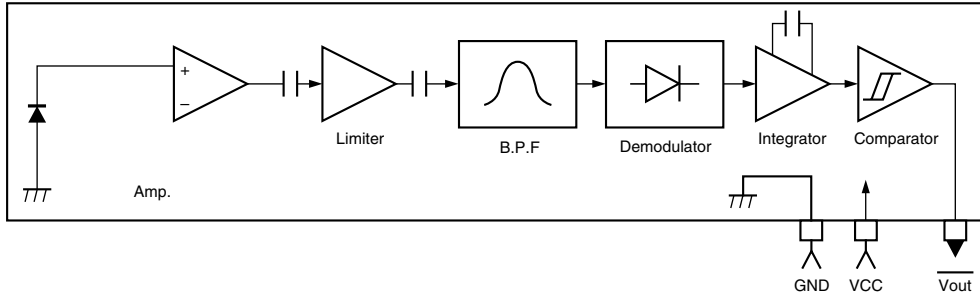 +
−
Limiter
B.P.F
Demodulator
Integrator
Comparator
Amp.
GND
VCC
Vout